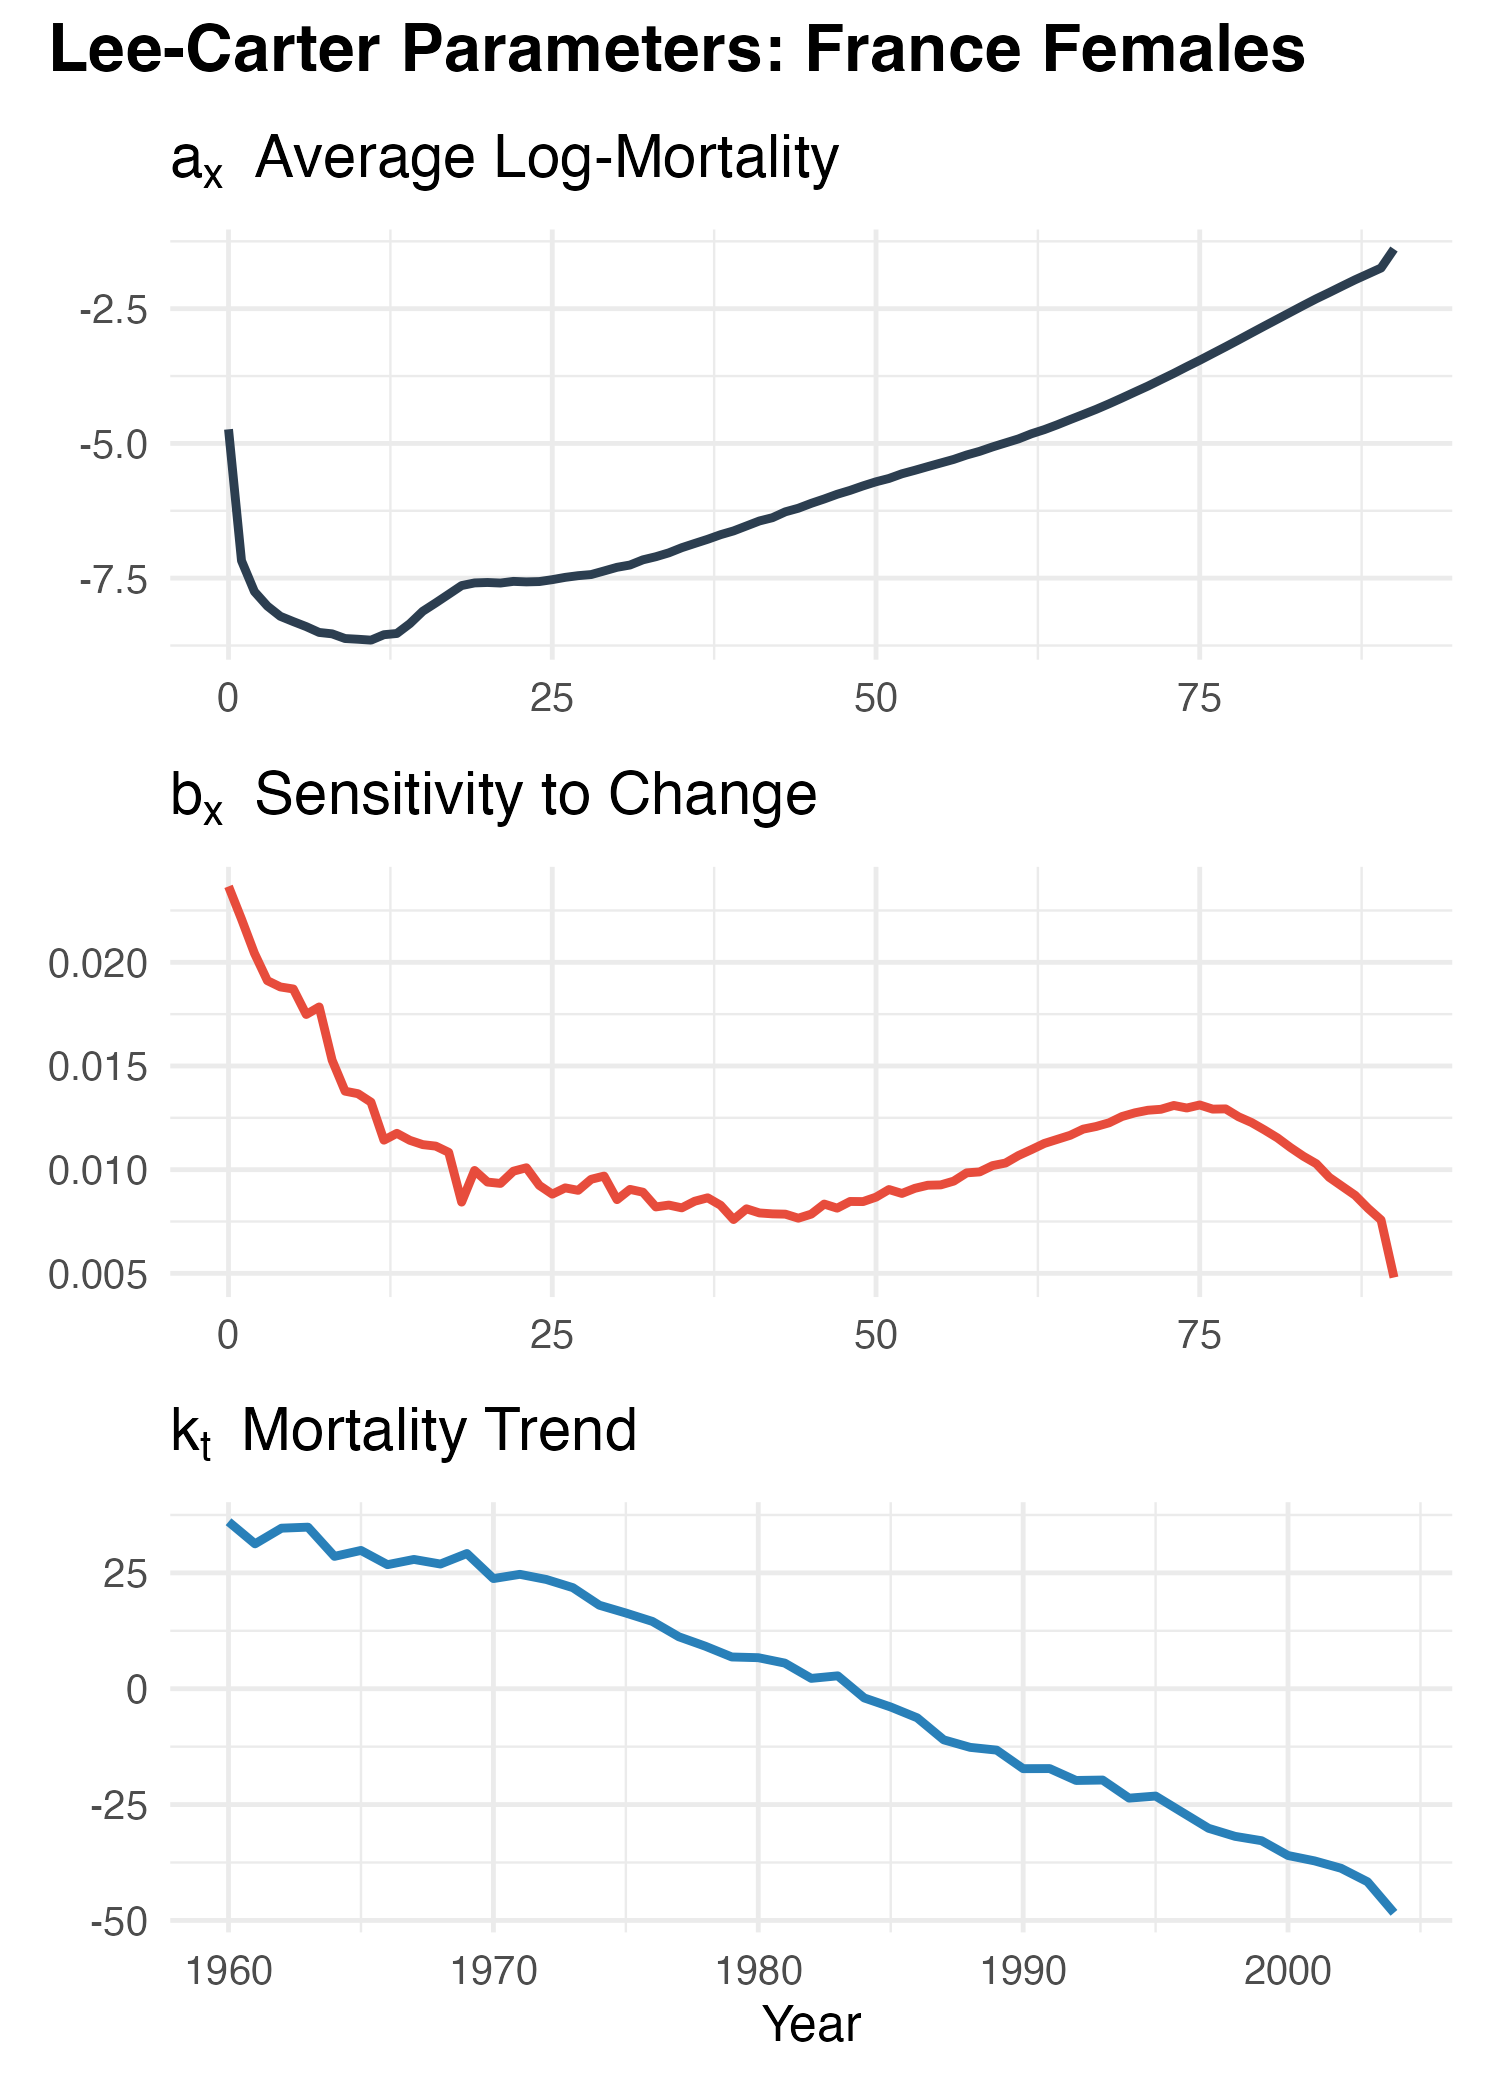 Lee-Carter Parameters: France Females
aₓ Average Log-Mortality
-2.5
-5.0
-7.5
0 25 50 75
bₓ Sensitivity to Change
0.020
0.015
0.010
0.005
0 25 50 75
kₜ Mortality Trend
25
0
-25
-50
1960 1970 1980 1990 2000
Year